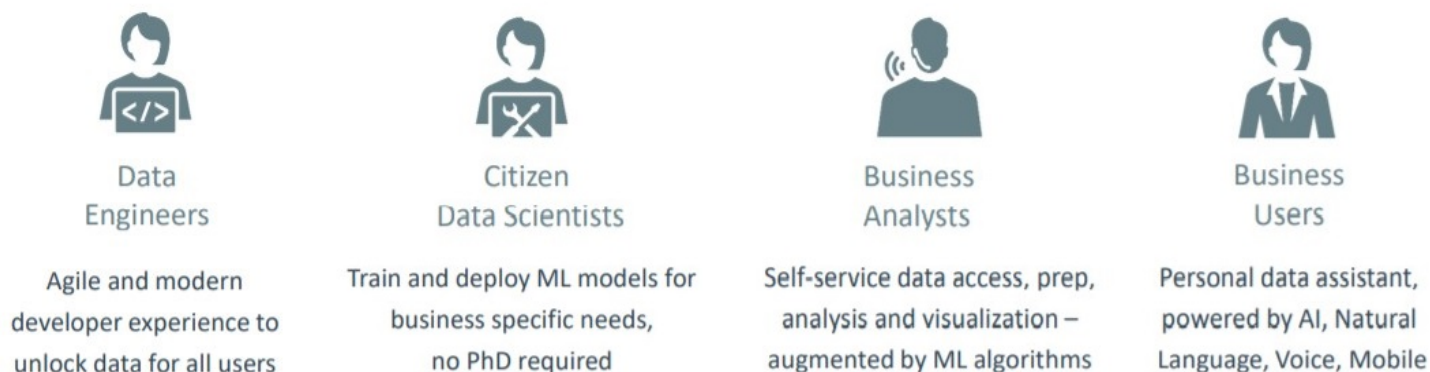 </>
Data
Engineers
Agile and modern
developer experience to
unlock data for all users
Citizen
Data Scientists
Train and deploy ML models for
business specific needs,
no PhD required
Business
Analysts
Self-service data access, prep,
analysis and visualization –
augmented by ML algorithms
Business
Users
Personal data assistant,
powered by AI, Natural
Language, Voice, Mobile